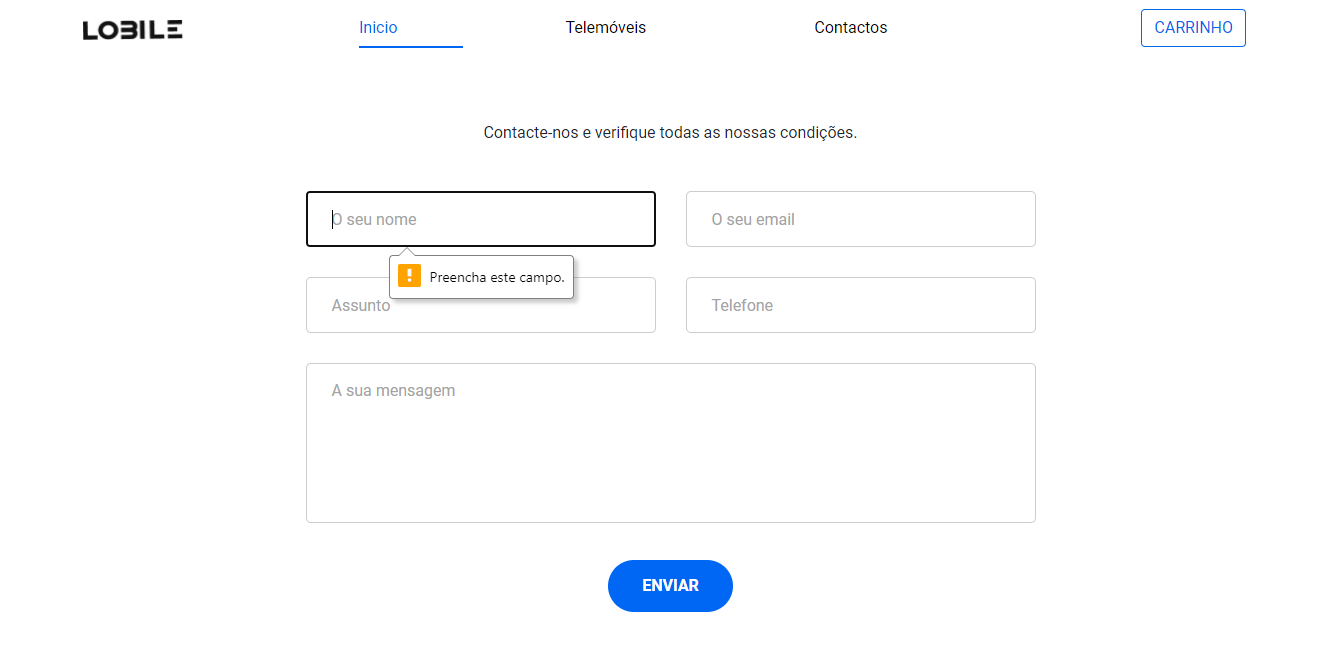 LOBILE
Inicio
Telemóveis
Contactos
CARRINHO
Contacte-nos e verifique todas as nossas condições.
O seu nome
O seu email
Preencha este campo.
Assunto
Telefone
A sua mensagem
ENVIAR